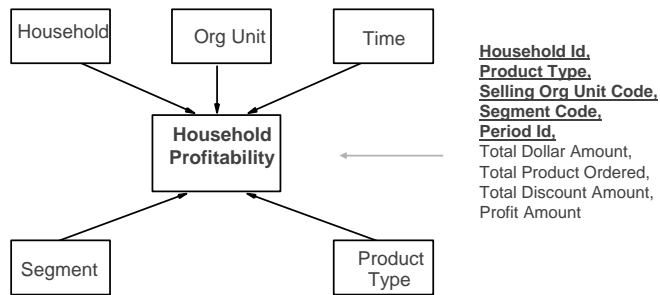 Household
Org Unit
Time
Household
Profitability
Household Id,
Product Type,
Selling Org Unit Code,
Segment Code,
Period Id,
Total Dollar Amount,
Total Product Ordered,
Total Discount Amount,
Profit Amount
Segment
Product
Type